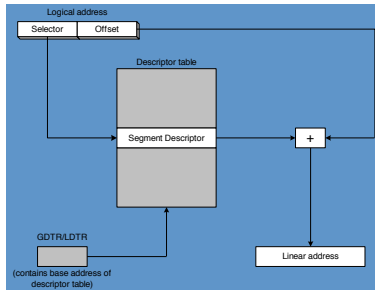 Logical address
Selector Offset
Descriptor table
Segment Descriptor
+
GDTR/LDTR
Linear address
(contains base address of
descriptor table)